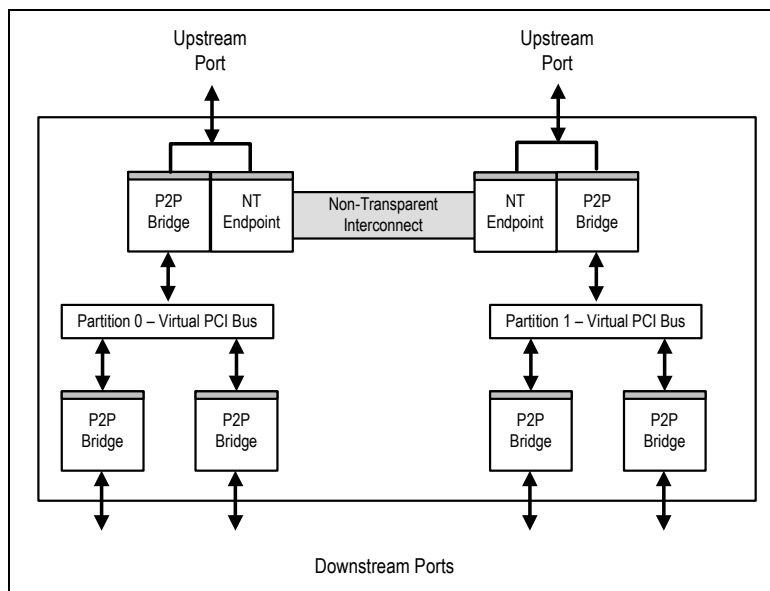 Upstream
Port
Upstream
Port
P2P
Bridge
NT
Endpoint
Non-Transparent
Interconnect
NT
Endpoint
P2P
Bridge
Partition 0 – Virtual PCI Bus
Partition 1 – Virtual PCI Bus
P2P
Bridge
P2P
Bridge
P2P
Bridge
P2P
Bridge
Downstream Ports